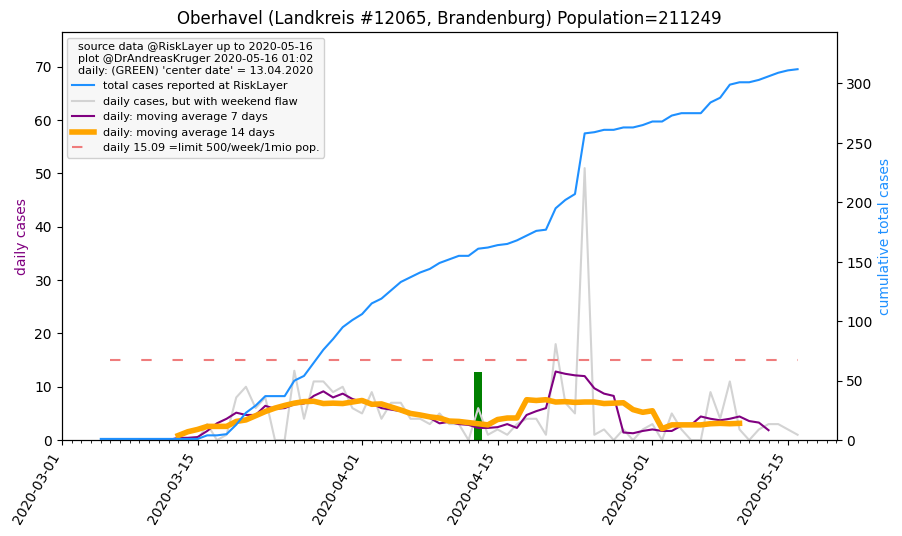 Oberhavel (Landkreis #12065, Brandenburg) Population=211249
source data @RiskLayer up to 2020-05-16
plot @DrAndreasKruger 2020-05-16 01:02
daily: (GREEN) 'center date' = 13.04.2020
total cases reported at RiskLayer
daily cases, but with weekend flaw
daily: moving average 7 days
daily: moving average 14 days
daily 15.09 =limit 500/week/1mio pop.
daily cases
70
60
50
40
30
20
10
0
cumulative total cases
300
250
200
150
100
50
0
2020-03-01
2020-03-15
2020-04-01
2020-04-15
2020-05-01
2020-05-15